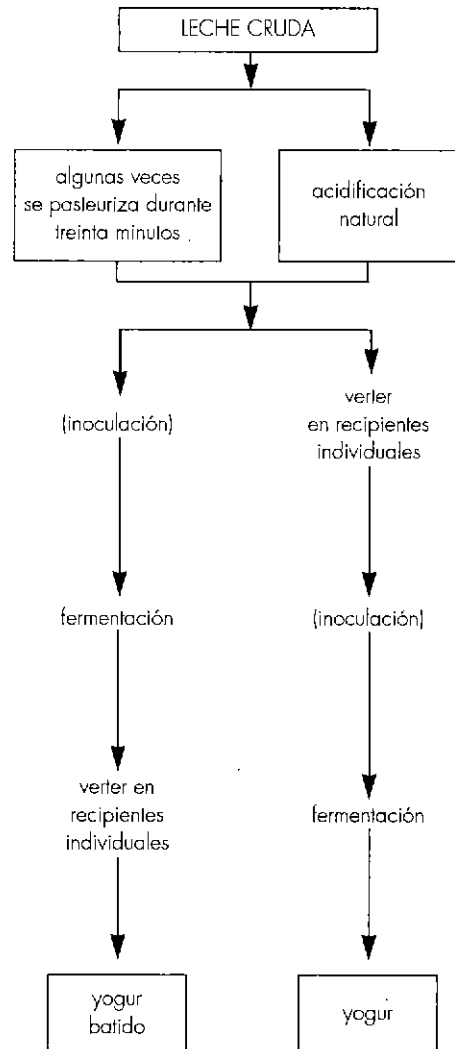 LECHE CRUDA
algunas veces
se pasteuriza durante
treinta minutos
acidificación
natural
(inoculación)
verter
en recipientes
individuales
fermentación
(inoculación)
verter en
recipientes
individuales
fermentación
yogur
batido
yogur